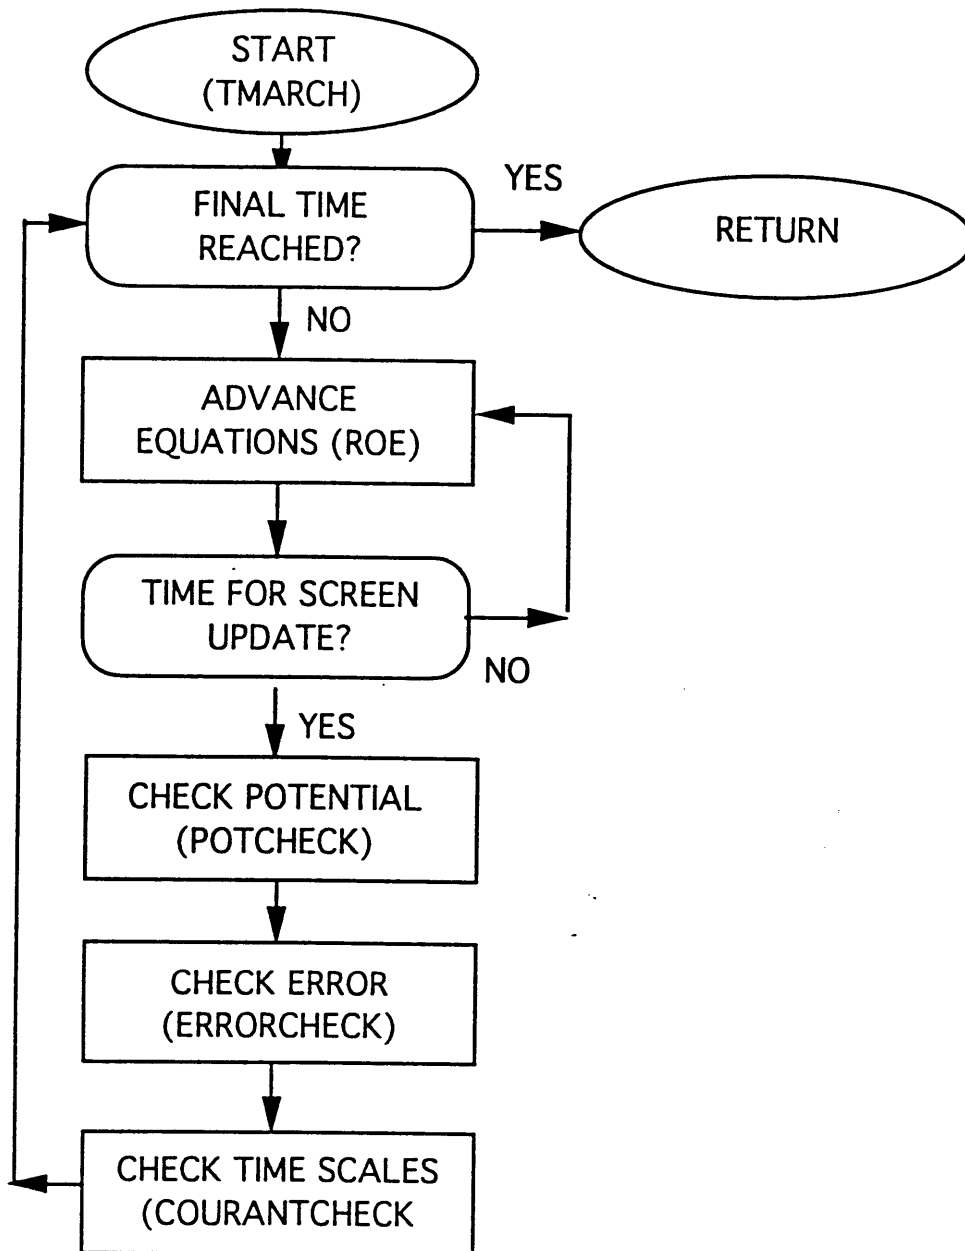 START
(TMARCH)
FINAL TIME
REACHED?
YES
RETURN
NO
ADVANCE
EQUATIONS (ROE)
TIME FOR SCREEN
UPDATE?
NO
YES
CHECK POTENTIAL
(POTCHECK)
CHECK ERROR
(ERRORCHECK)
CHECK TIME SCALES
(COURANTCHECK